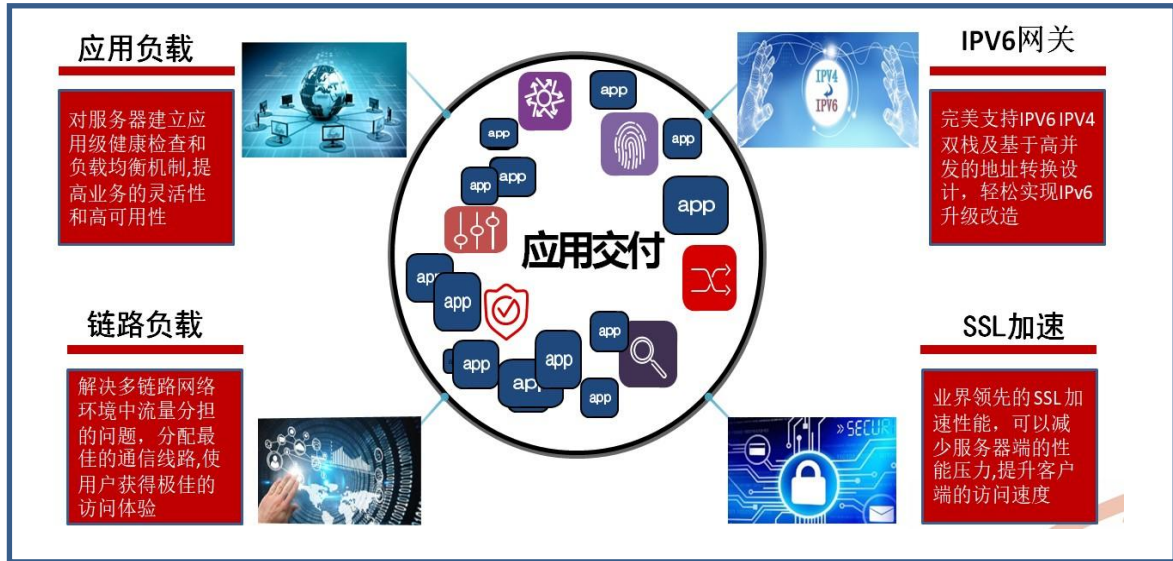 应用负载
对服务器建立应
用级健康检查和
负载均衡机制,提
高业务的灵活性
和高可用性
链路负载
解决多链路网络
环境中流量分担
的问题，分配最
佳的通信线路,使
用户获得极佳的
访问体验
应用交付
app
app
app
app
app
app
app
app
app
app
app
app
app
app
IPV6网关
IPV4
IPV6
完美支持IPV6 IPV4
双栈及基于高并
发的地址转换设
计，轻松实现IPv6
升级改造
SSL加速
»SECURI
业界领先的SSL加
速性能，可以减
少服务器端的性
能压力,提升客户
端的访问速度